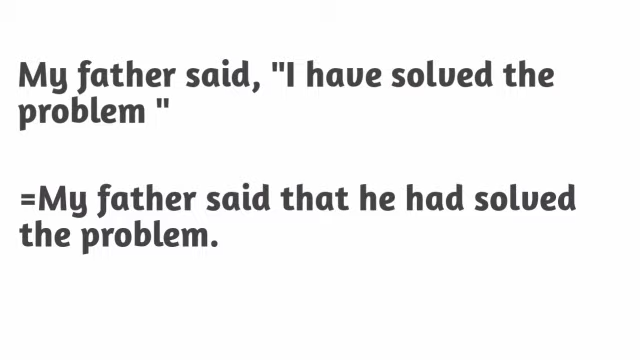 My father said, "I have solved the
problem "
=My father said that he had solved
the problem.